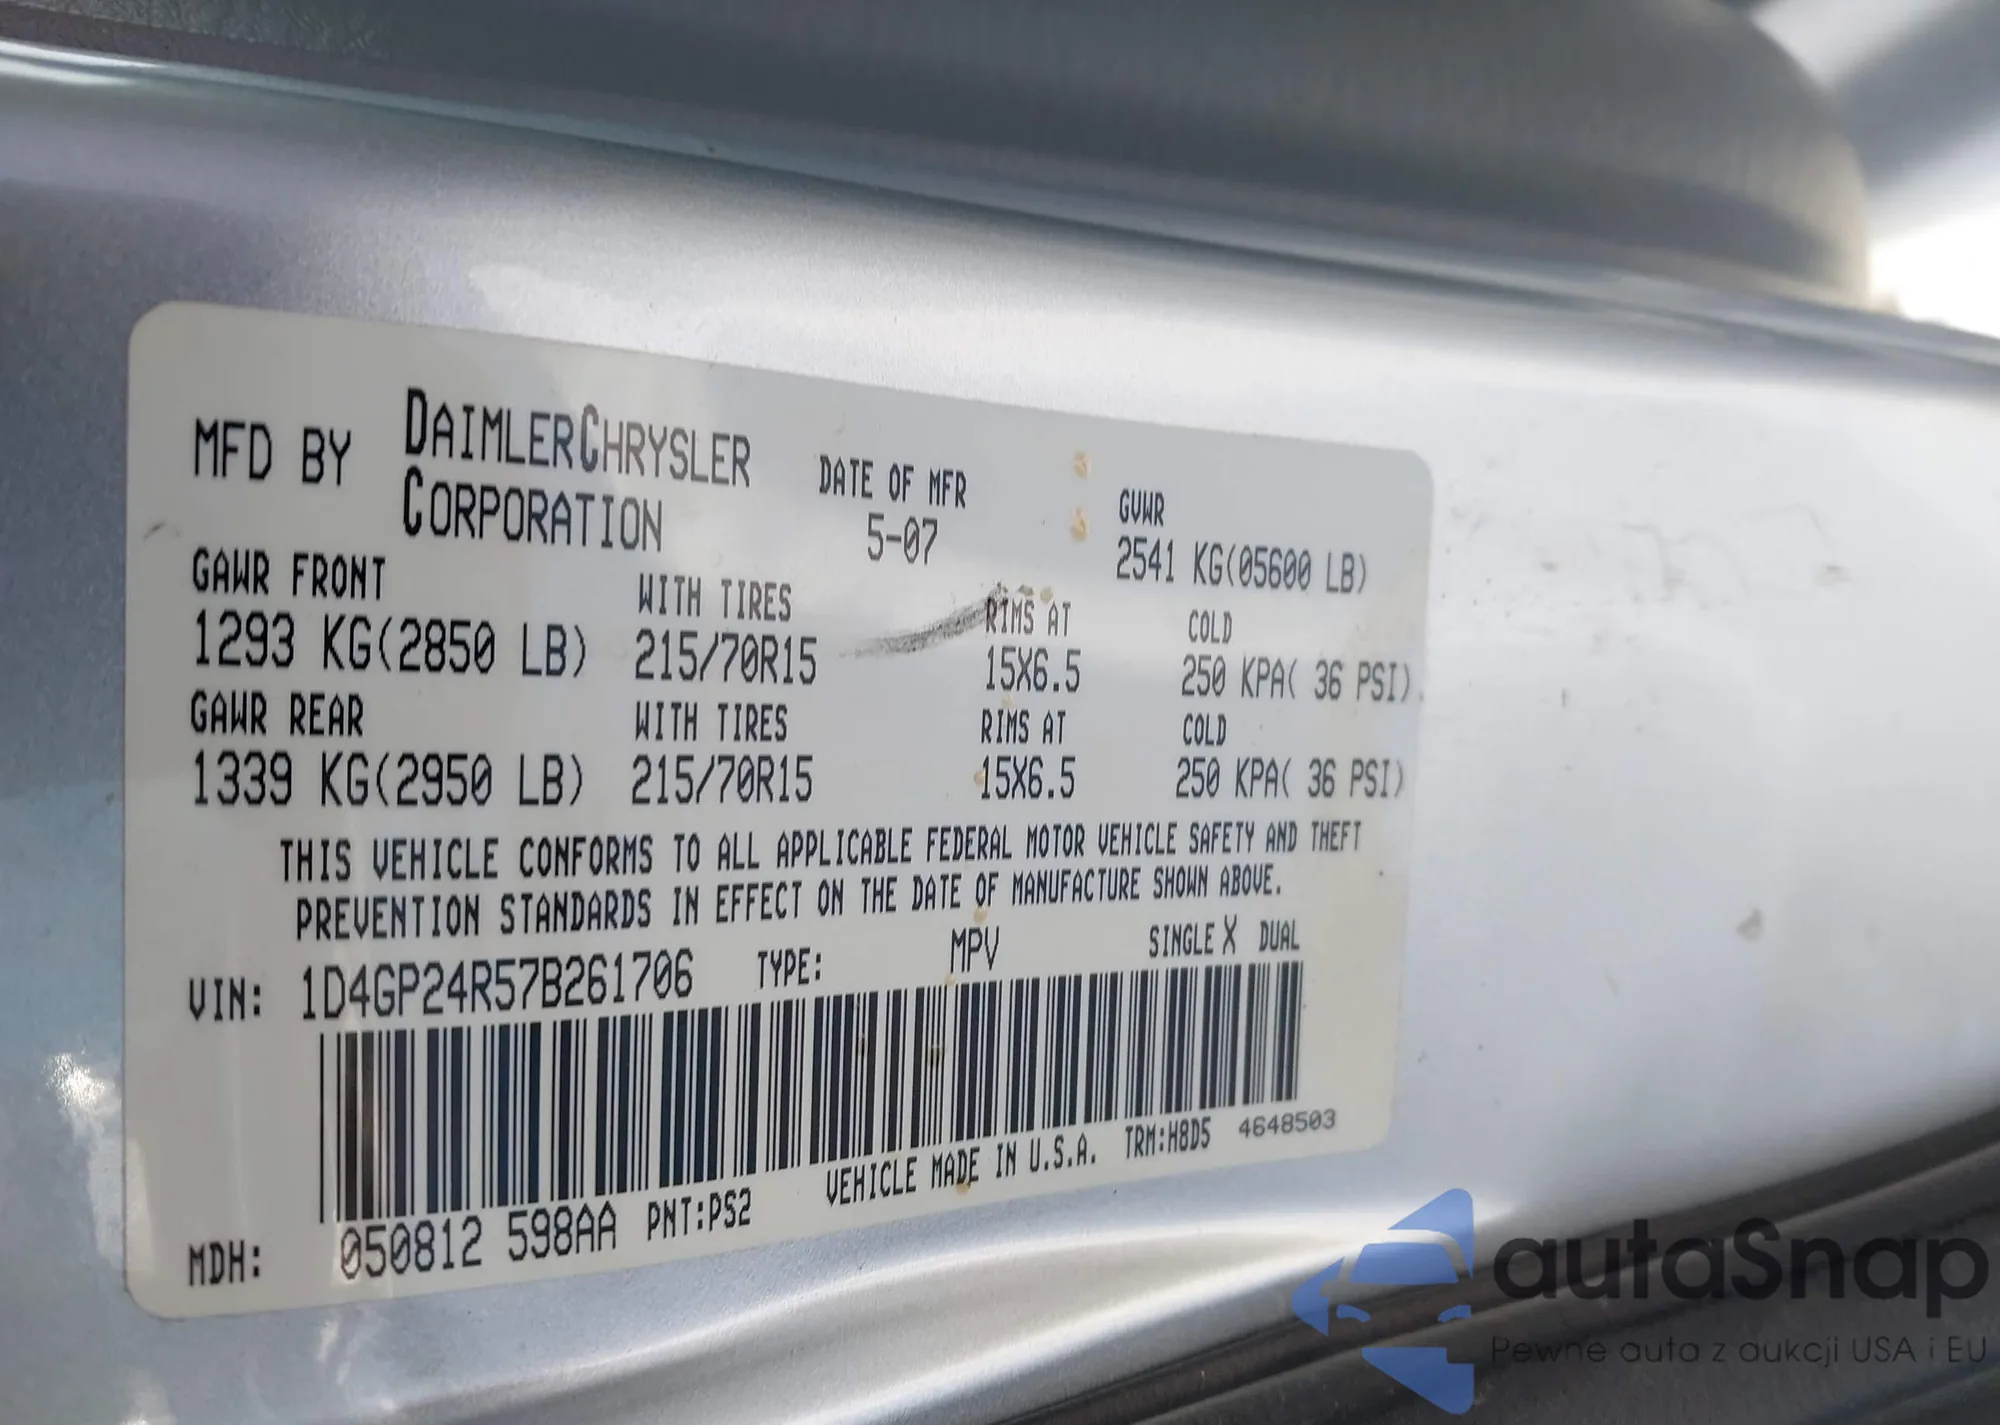 MFD BY DAIMLERCHRYSLER CORPORATION DATE OF MFR 5-07 GVWR 2541 KG(05600 LB)
GAWR FRONT WITH TIRES RIMS AT COLD
1293 KG(2850 LB) 215/70R15 15X6.5 250 KPA( 36 PSI)
GAWR REAR WITH TIRES RIMS AT COLD
1339 KG(2950 LB) 215/70R15 15X6.5 250 KPA( 36 PSI)
THIS VEHICLE CONFORMS TO ALL APPLICABLE FEDERAL MOTOR VEHICLE SAFETY AND THEFT
PREVENTION STANDARDS IN EFFECT ON THE DATE OF MANUFACTURE SHOWN ABOVE.
VIN: 1D4GP24R57B261706 TYPE: MPV SINGLE X DUAL
MDH: 050812 598AA PNT:PS2 VEHICLE MADE IN U.S.A. TRM:H8D5 4648503
autaSnap
Pewne auta z aukcji USA i EU